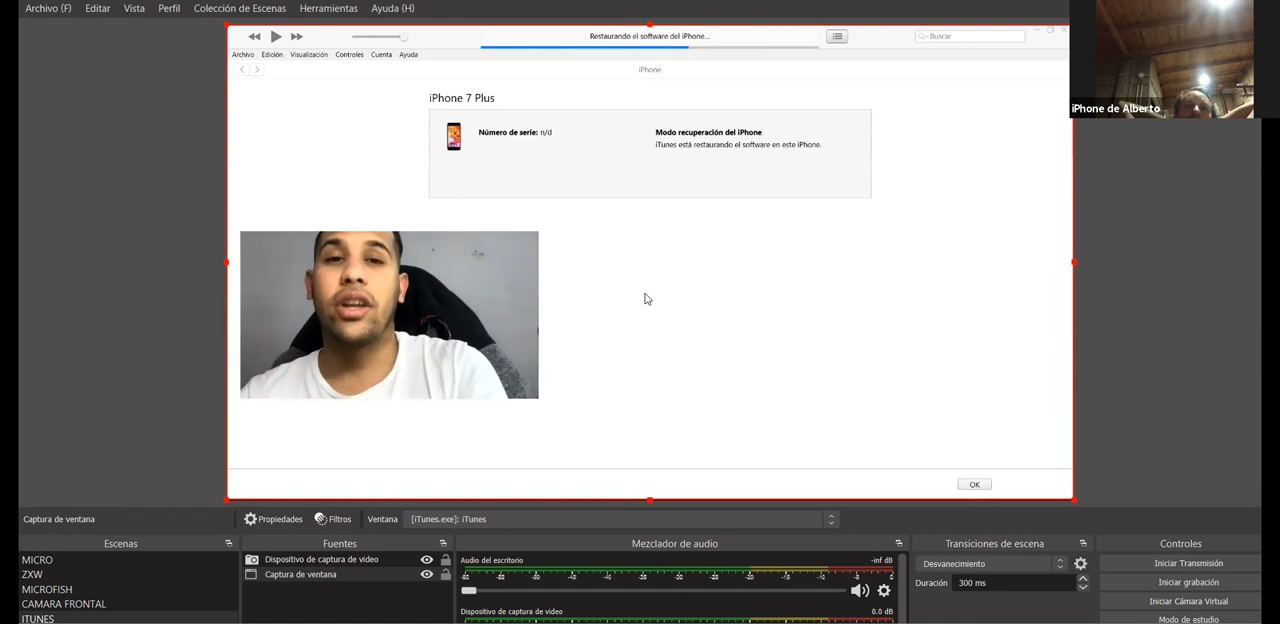 Archivo (F) Editar Vista Perfil Colección de Escenas Herramientas Ayuda (H)
Restaurando el software del iPhone...
Buscar
Archivo Edición Visualización Controles Cuenta Ayuda
iPhone
iPhone 7 Plus
Número de serie: n/d
Modo recuperación del iPhone
iTunes está restaurando el software en este iPhone.
iPhone de Alberto
OK
Captura de ventana
Propiedades Filtros Ventana [iTunes.exe]: iTunes
Escenas Fuentes Mezclador de audio Transiciones de escena Controles
MICRO
ZXW
MICROFISH
CAMARA FRONTAL
ITUNES
Dispositivo de captura de video
Captura de ventana
Audio del escritorio -inf dB
Dispositivo de captura de video 0.0 dB
Desvanecimiento
Duración 300 ms
Iniciar Transmisión
Iniciar grabación
Iniciar Cámara Virtual
Modo de estudio